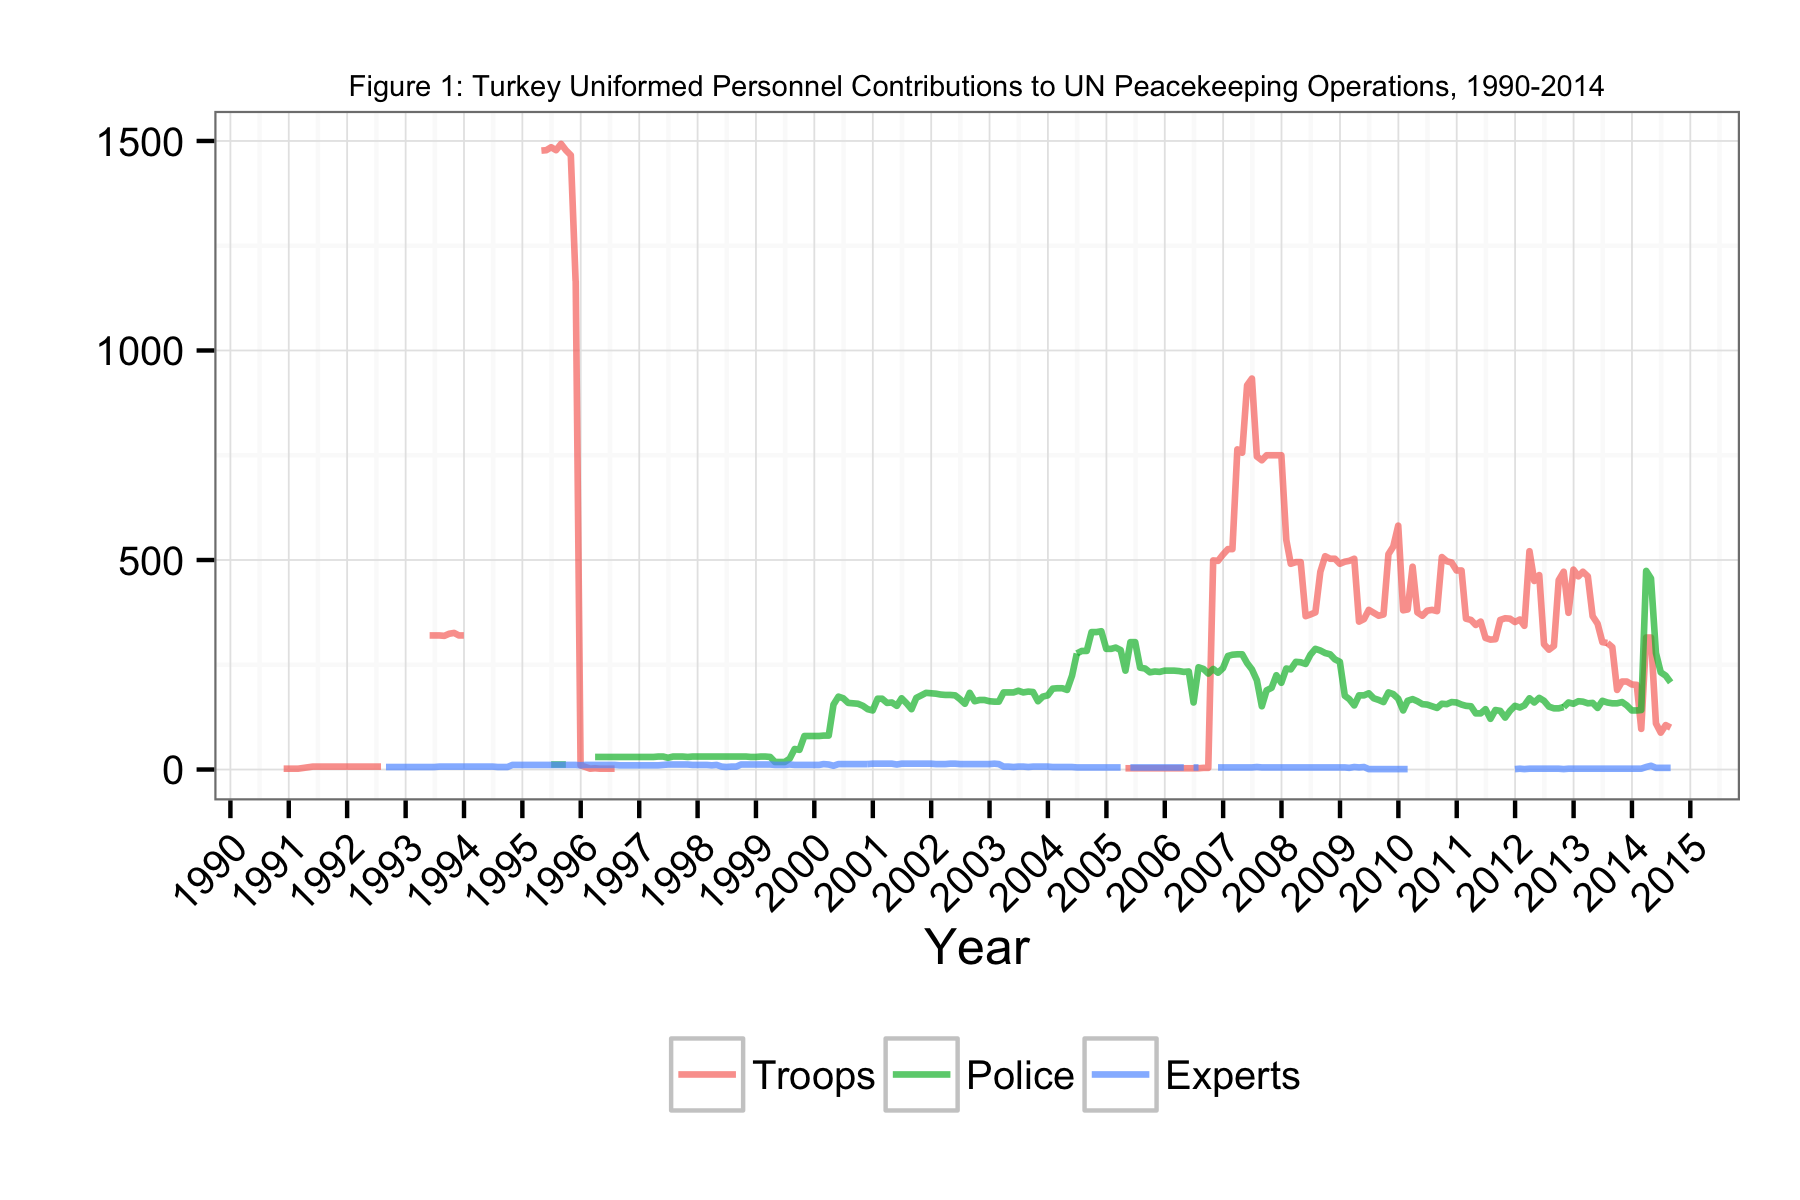 Figure 1: Turkey Uniformed Personnel Contributions to UN Peacekeeping Operations, 1990-2014
1500
1000
500
0
1990 1991 1992 1993 1994 1995 1996 1997 1998 1999 2000 2001 2002 2003 2004 2005 2006 2007 2008 2009 2010 2011 2012 2013 2014 2015
Year
Troops Police Experts